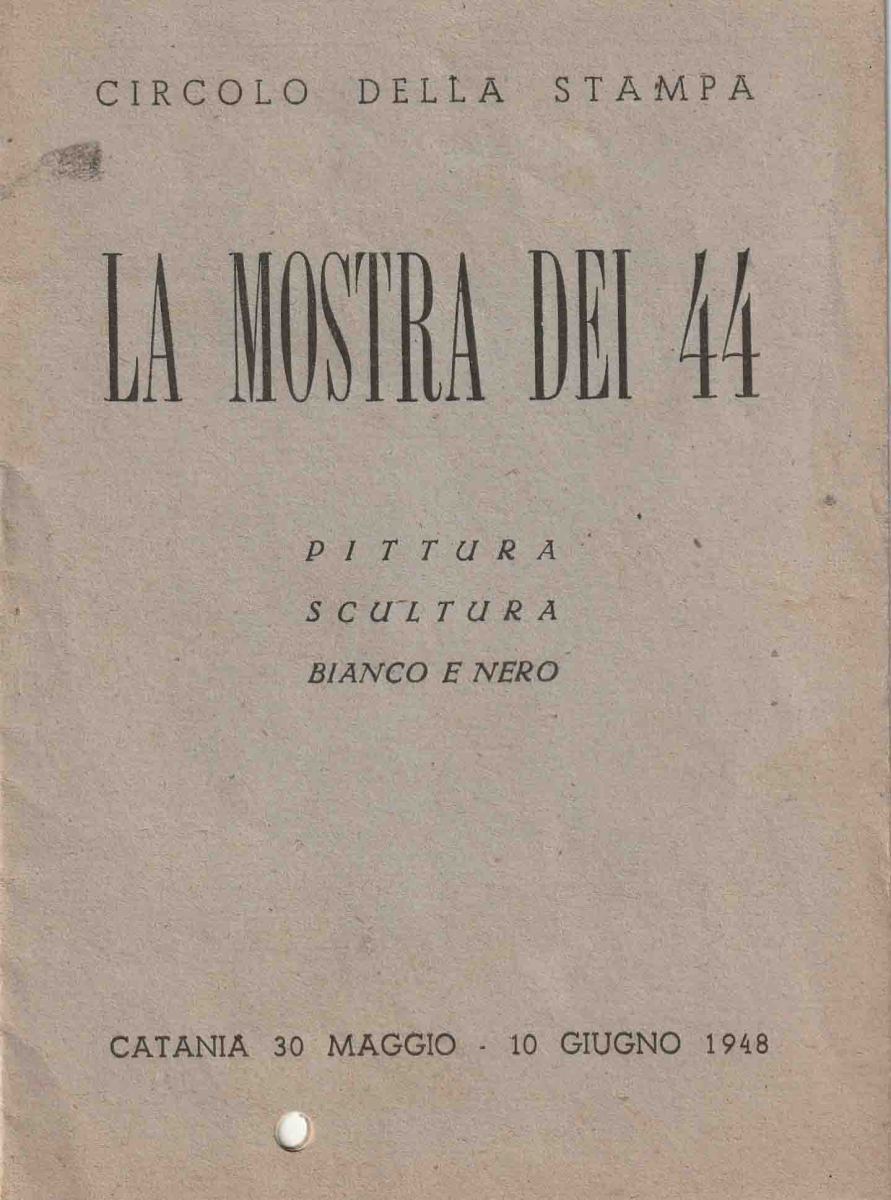 CIRCOLO DELLA STAMPA
LA MOSTRA DEI 44
PITTURA
SCULTURA
BIANCO E NERO
CATANIA 30 MAGGIO - 10 GIUGNO 1948